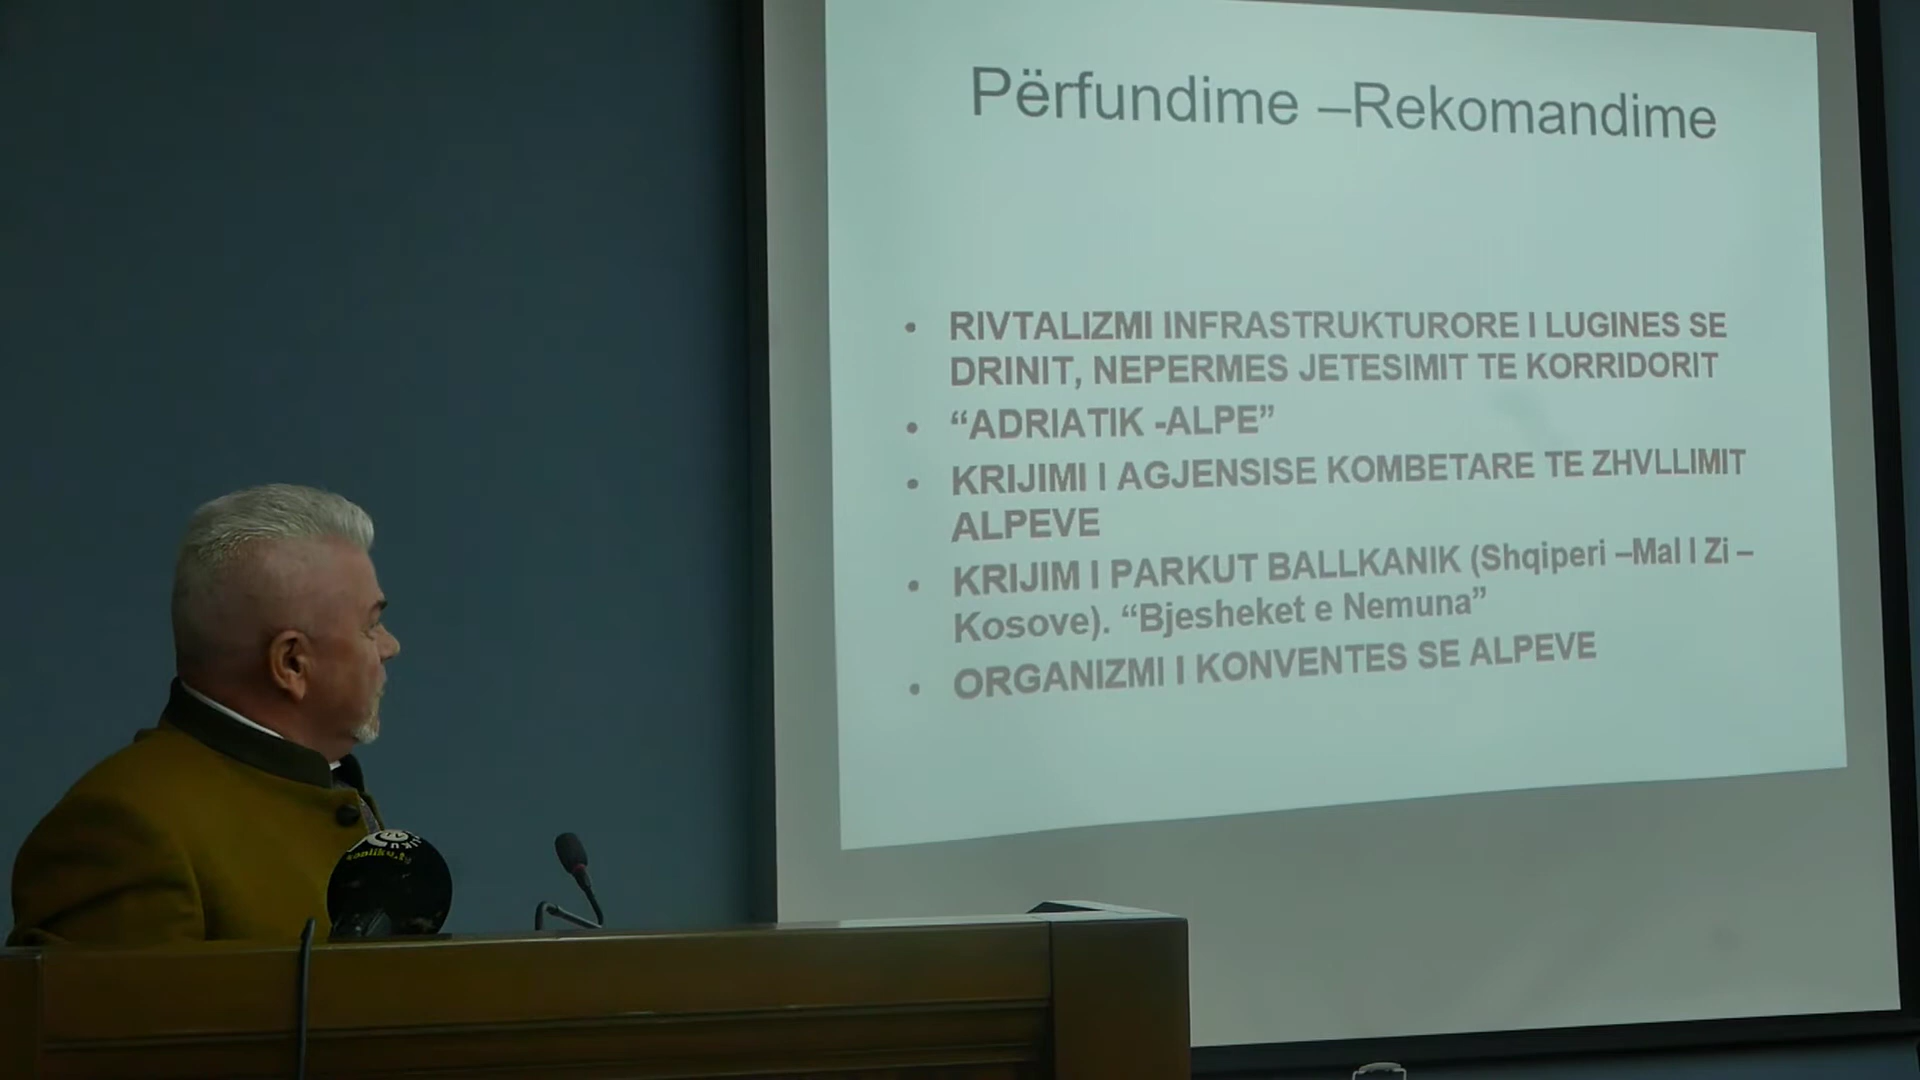 Përfundime –Rekomandime
• RIVTALIZMI INFRASTRUKTURORE I LUGINES SE
DRINIT, NEPERMES JETESIMIT TE KORRIDORIT
• “ADRIATIK -ALPE”
• KRIJIMI I AGJENSISE KOMBETARE TE ZHVLLIMIT
ALPEVE
• KRIJIM I PARKUT BALLKANIK (Shqiperi –Mal I Zi –
Kosove). “Bjesheket e Nemuna”
• ORGANIZMI I KONVENTES SE ALPEVE